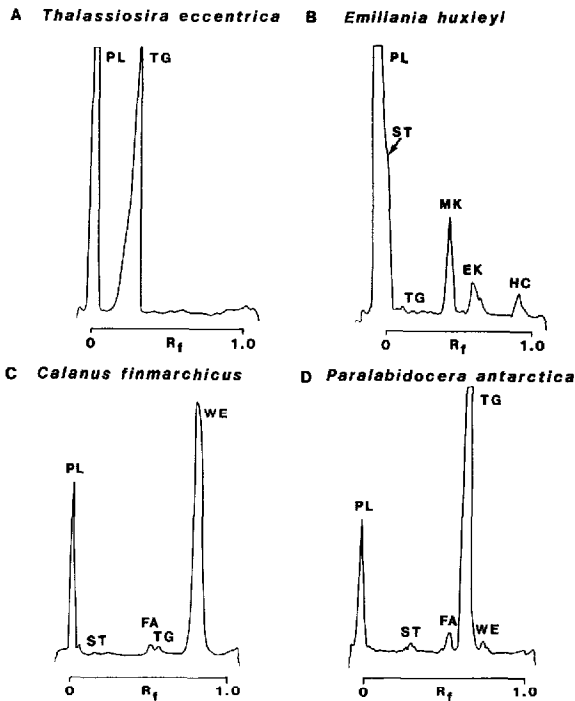 A Thalassiosira eccentrica
PL
TG
0 Rf 1.0
B Emiliania huxleyi
PL
ST
MK
EK
HC
TG
0 Rf 1.0
C Calanus finmarchicus
WE
PL
FA
ST
TG
0 Rf 1.0
D Paralabidocera antarctica
TG
PL
FA
ST
WE
0 Rf 1.0